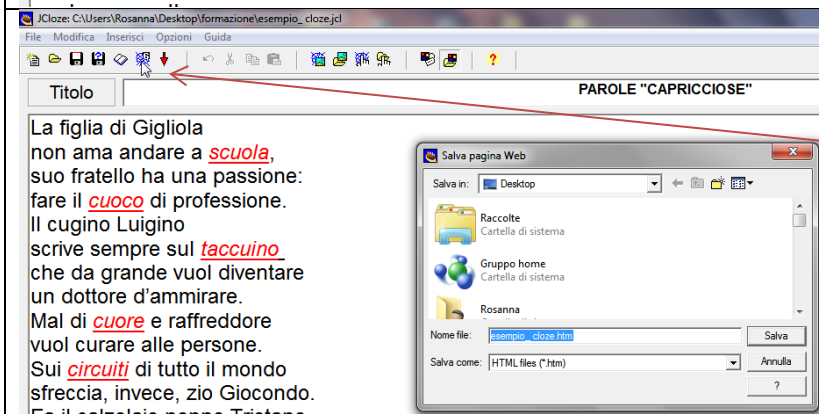 JCloze: C:\Users\Rosanna\Desktop\formazione\esempio_ cloze.jcl
File Modifica Inserisci Opzioni Guida
Titolo
PAROLE "CAPRICCIOSE"
La figlia di Gigliola
non ama andare a scuola,
suo fratello ha una passione:
fare il cuoco di professione.
Il cugino Luigino
scrive sempre sul taccuino
che da grande vuol diventare
un dottore d'ammirare.
Mal di cuore e raffreddore
vuol curare alle persone.
Sui circuiti di tutto il mondo
sfreccia, invece, zio Giocondo.
Salva pagina Web
Salva in: Desktop
Raccolte
Cartella di sistema
Gruppo home
Cartella di sistema
Rosanna
Nome file: esempio_ cloze.htm Salva
Salva come: HTML files (*.htm) Annulla
?